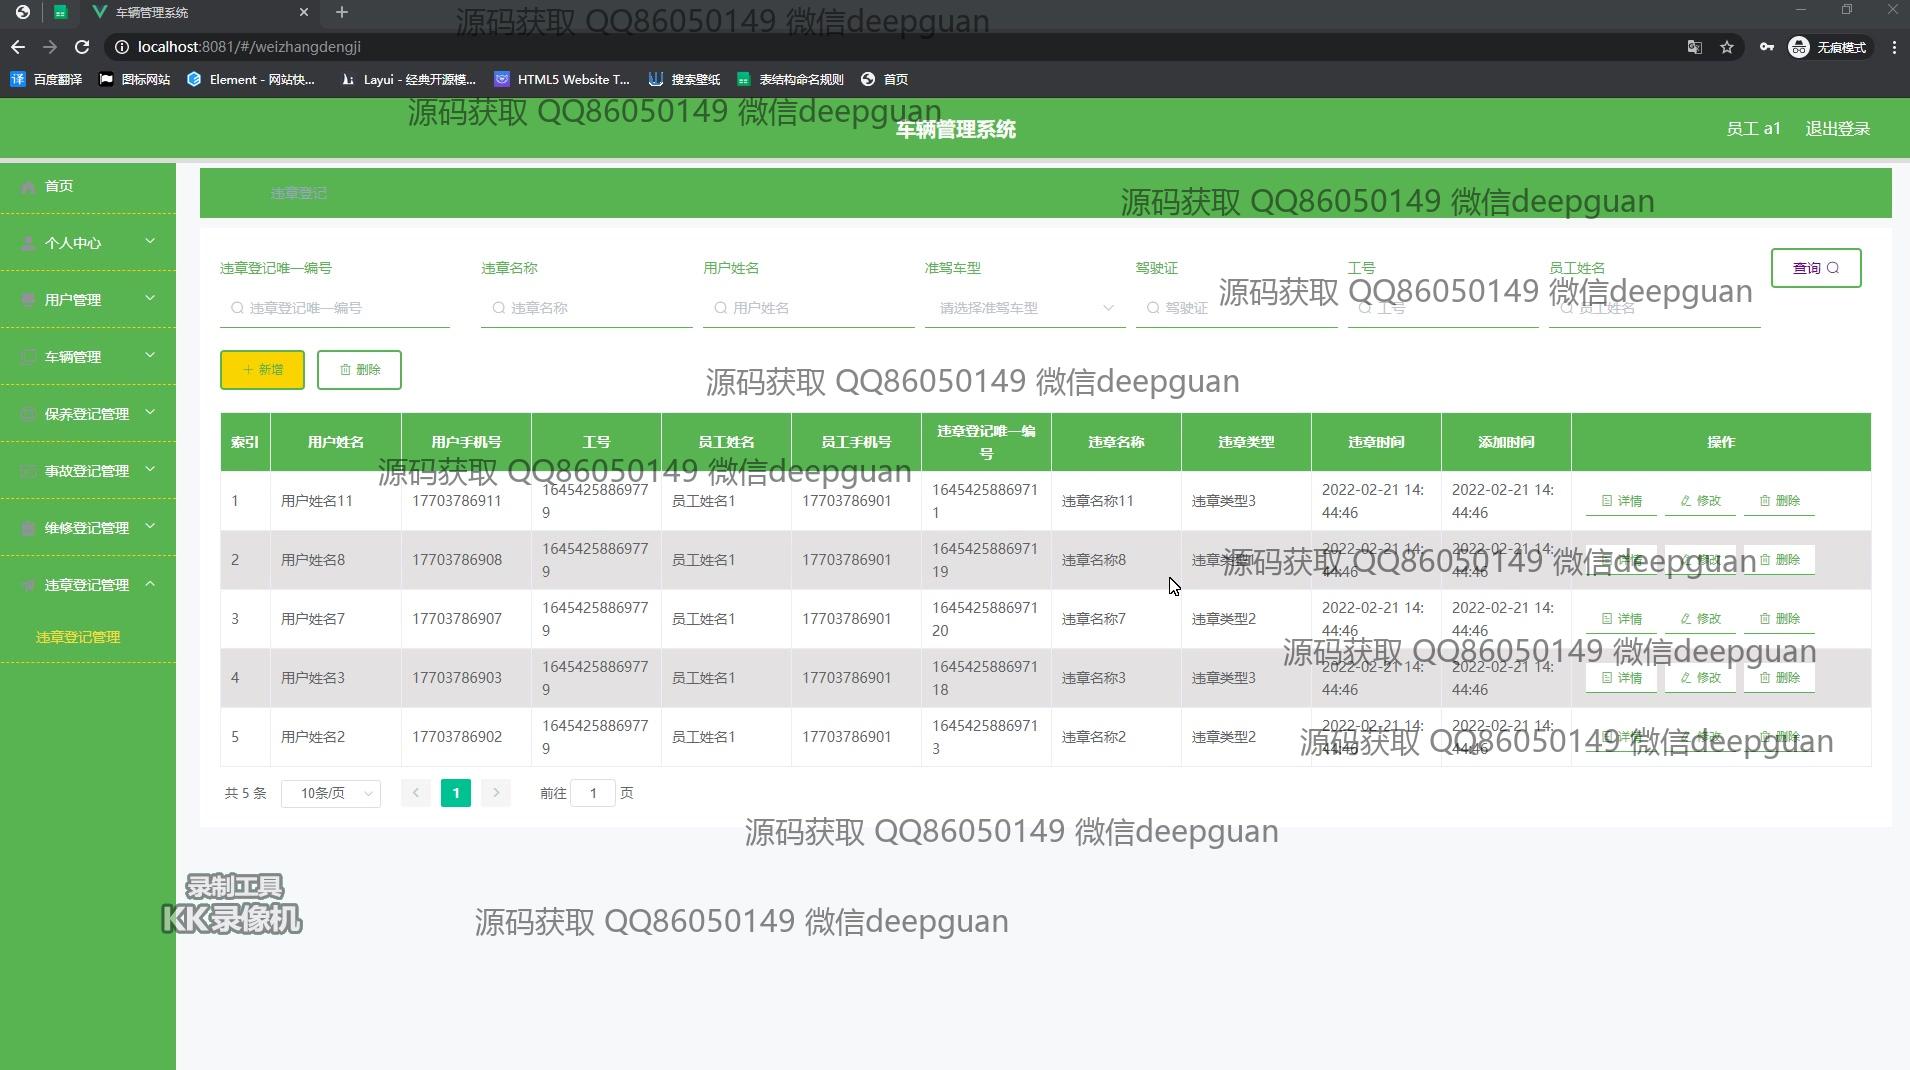 车辆管理系统
源码获取 QQ86050149 微信deepguan
localhost:8081/#/weizhangdengji
无痕模式
百度翻译 图标网站 Element - 网站快... Layui - 经典开源模... HTML5 Website T... 搜索壁纸 表结构命名规则 首页
源码获取 QQ86050149 微信deepguan
车辆管理系统
员工 a1 退出登录
首页
个人中心
用户管理
车辆管理
保养登记管理
事故登记管理
维修登记管理
违章登记管理
违章登记管理
违章登记
源码获取 QQ86050149 微信deepguan
违章登记唯一编号 违章名称 用户姓名 准驾车型 驾驶证 工号 员工姓名 查询
源码获取 QQ86050149 微信deepguan
违章登记唯一编号 违章名称 用户姓名 请选择准驾车型 驾驶证 工号 员工姓名
新增 删除
源码获取 QQ86050149 微信deepguan
索引 用户姓名 用户手机号 工号 员工姓名 员工手机号 违章登记唯一编号 违章名称 违章类型 违章时间 添加时间 操作
源码获取 QQ86050149 微信deepguan
1 用户姓名11 17703786911 16454258869779 员工姓名1 17703786901 16454258869711 违章名称11 违章类型3 2022-02-21 14:44:46 2022-02-21 14:44:46 详情 修改 删除
2 用户姓名8 17703786908 16454258869779 员工姓名1 17703786901 164542588697119 违章名称8 违章类型 2022-02-21 14:44:46 2022-02-21 14:44:46 详情 修改 删除
源码获取 QQ86050149 微信deepguan
3 用户姓名7 17703786907 16454258869779 员工姓名1 17703786901 164542588697120 违章名称7 违章类型2 2022-02-21 14:44:46 2022-02-21 14:44:46 详情 修改 删除
源码获取 QQ86050149 微信deepguan
4 用户姓名3 17703786903 16454258869779 员工姓名1 17703786901 164542588697118 违章名称3 违章类型3 2022-02-21 14:44:46 2022-02-21 14:44:46 详情 修改 删除
5 用户姓名2 17703786902 16454258869779 员工姓名1 17703786901 16454258869713 违章名称2 违章类型2 2022-02-21 14:44:46 2022-02-21 14:44:46 详情 修改 删除
源码获取 QQ86050149 微信deepguan
共 5 条 10条/页 1 前往 1 页
源码获取 QQ86050149 微信deepguan
录制工具
KK录像机
源码获取 QQ86050149 微信deepguan